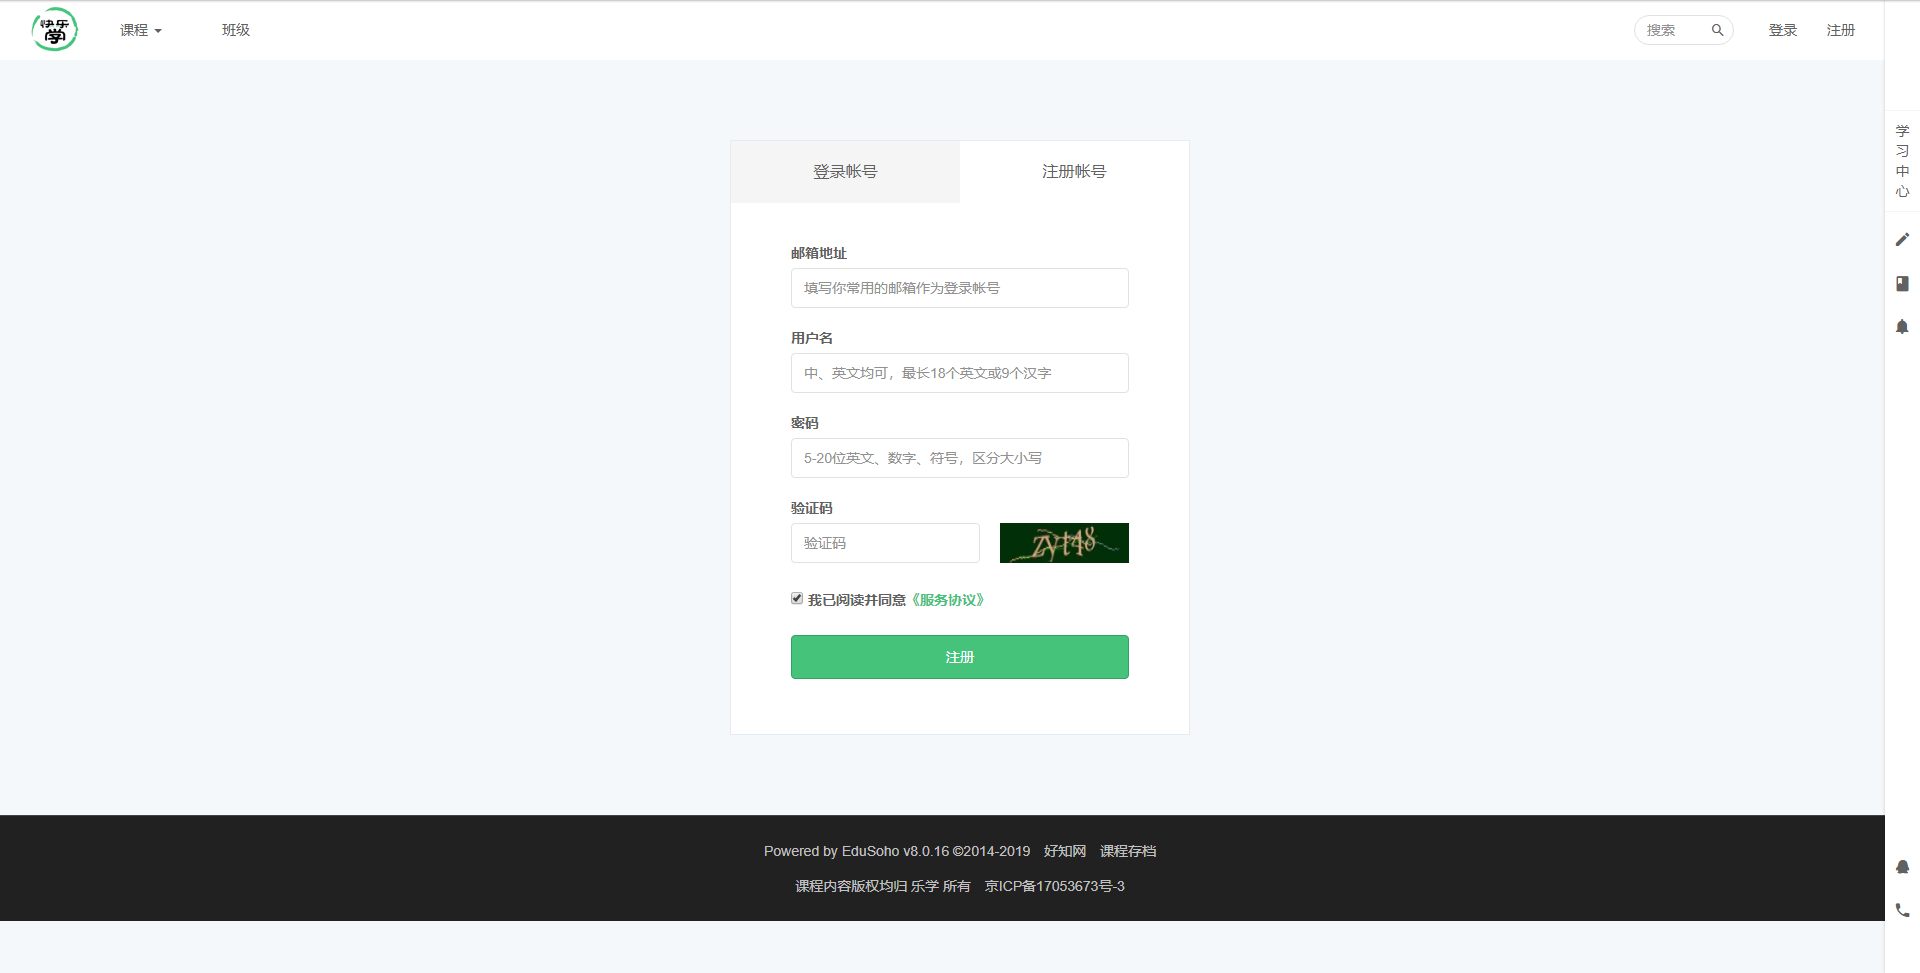 快乐
学
课程
班级
搜索
登录
注册
学
习
中
心
登录帐号
注册帐号
邮箱地址
填写你常用的邮箱作为登录帐号
用户名
中、英文均可，最长18个英文或9个汉字
密码
5-20位英文、数字、符号，区分大小写
验证码
验证码
zyt48
我已阅读并同意《服务协议》
注册
Powered by EduSoho v8.0.16 ©2014-2019 好知网 课程存档
课程内容版权均归 乐学 所有 京ICP备17053673号-3